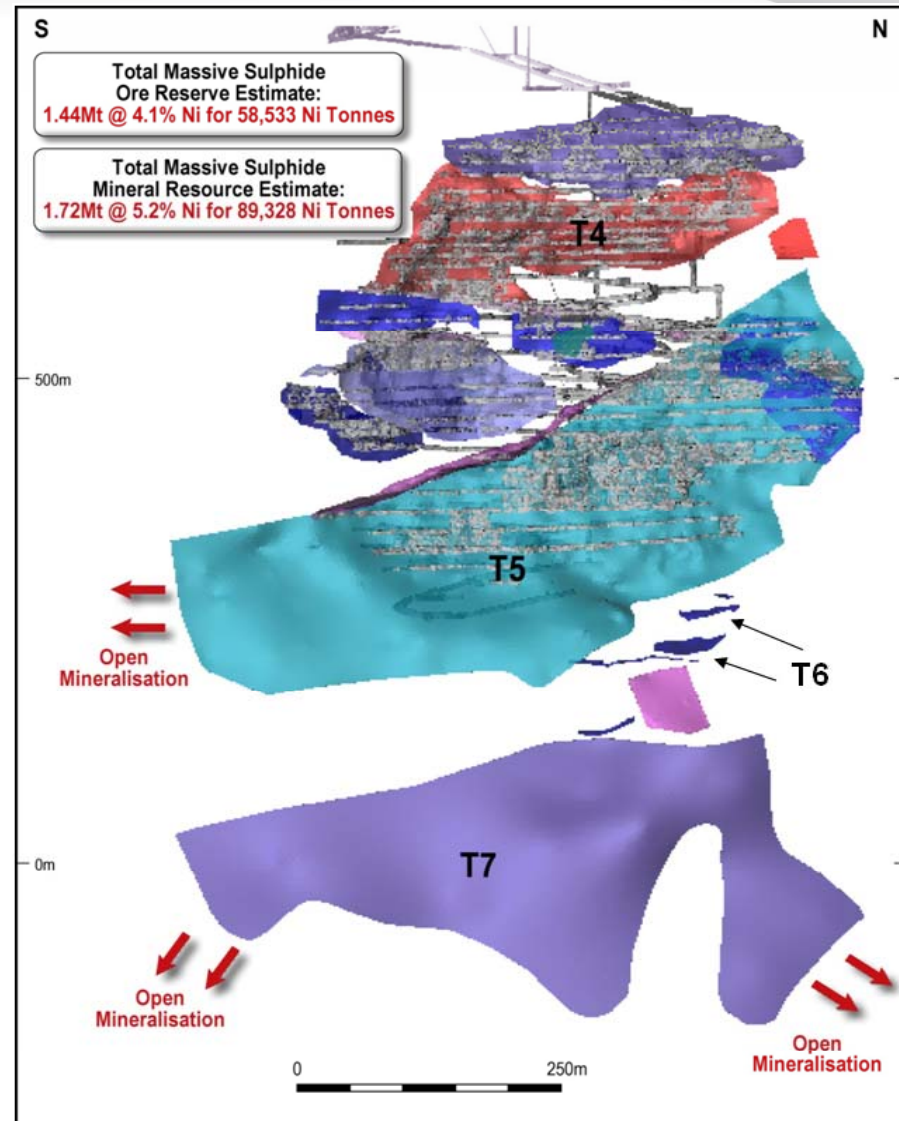 S
N
Total Massive Sulphide
Ore Reserve Estimate:
1.44Mt @ 4.1% Ni for 58,533 Ni Tonnes
Total Massive Sulphide
Mineral Resource Estimate:
1.72Mt @ 5.2% Ni for 89,328 Ni Tonnes
T4
500m
T5
Open
Mineralisation
T6
0m
T7
Open
Mineralisation
Open
Mineralisation
0
250m